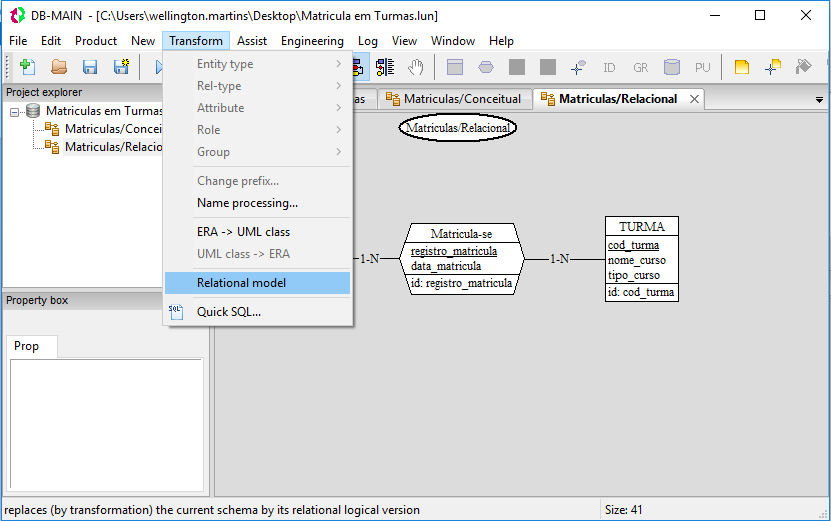 DB-MAIN - [C:\Users\wellington.martins\Desktop\Matricula em Turmas.lun]
File Edit Product New Transform Assist Engineering Log View Window Help
ID GR PU
Project explorer
Matriculas em Turmas
Matriculas/Concei
Matriculas/Relacio
Property box
Prop
Entity type
Rel-type
Attribute
Role
Group
Change prefix...
Name processing...
ERA -> UML class
UML class -> ERA
Relational model
SQL Quick SQL...
as Matriculas/Conceitual Matriculas/Relacional
Matriculas/Relacional
1-N
Matricula-se
registro_matricula
data_matricula
id: registro_matricula
1-N
TURMA
cod_turma
nome_curso
tipo_curso
id: cod_turma
replaces (by transformation) the current schema by its relational logical version
Size: 41